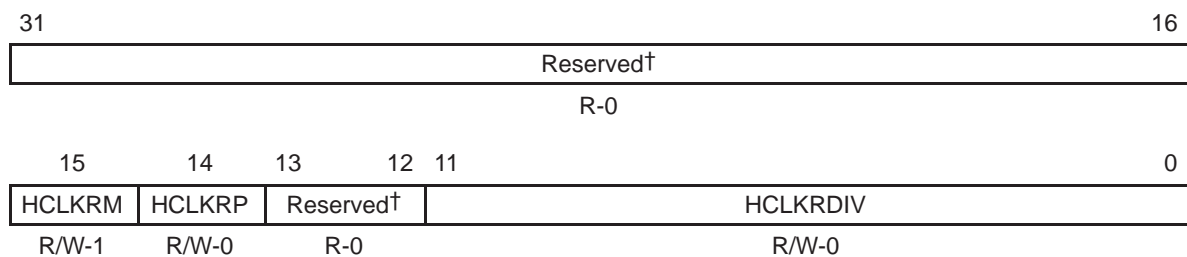 31 16
Reserved†
R-0
15 14 13 12 11 0
HCLKRM HCLKRP Reserved† HCLKRDIV
R/W-1 R/W-0 R-0 R/W-0